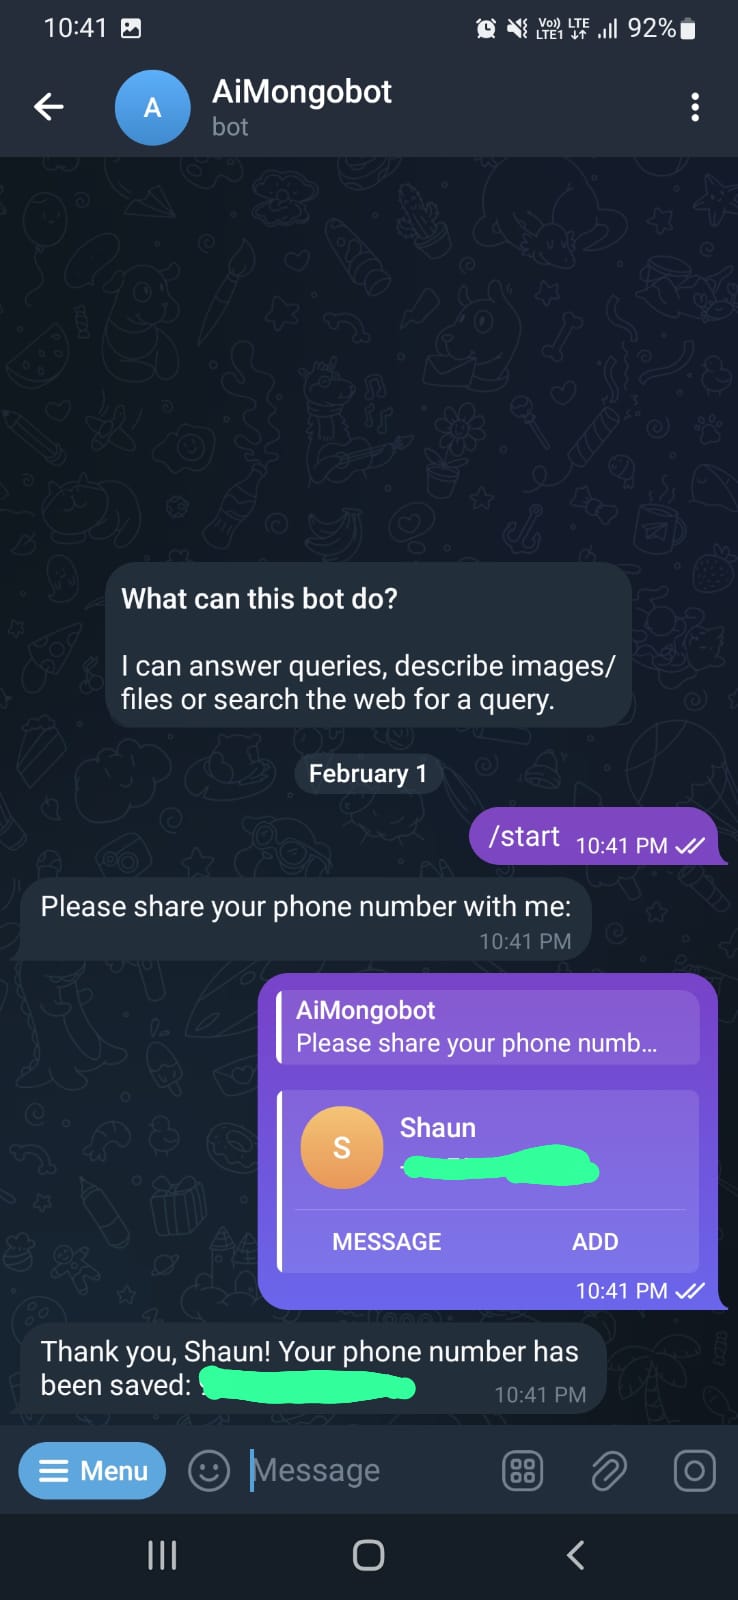 10:41
Vo)) LTE
LTE1
92%
A
AiMongobot
bot
What can this bot do?
I can answer queries, describe images/
files or search the web for a query.
February 1
/start 10:41 PM
Please share your phone number with me:
10:41 PM
AiMongobot
Please share your phone numb...
S
Shaun
MESSAGE ADD
10:41 PM
Thank you, Shaun! Your phone number has
been saved:
10:41 PM
Menu
Message